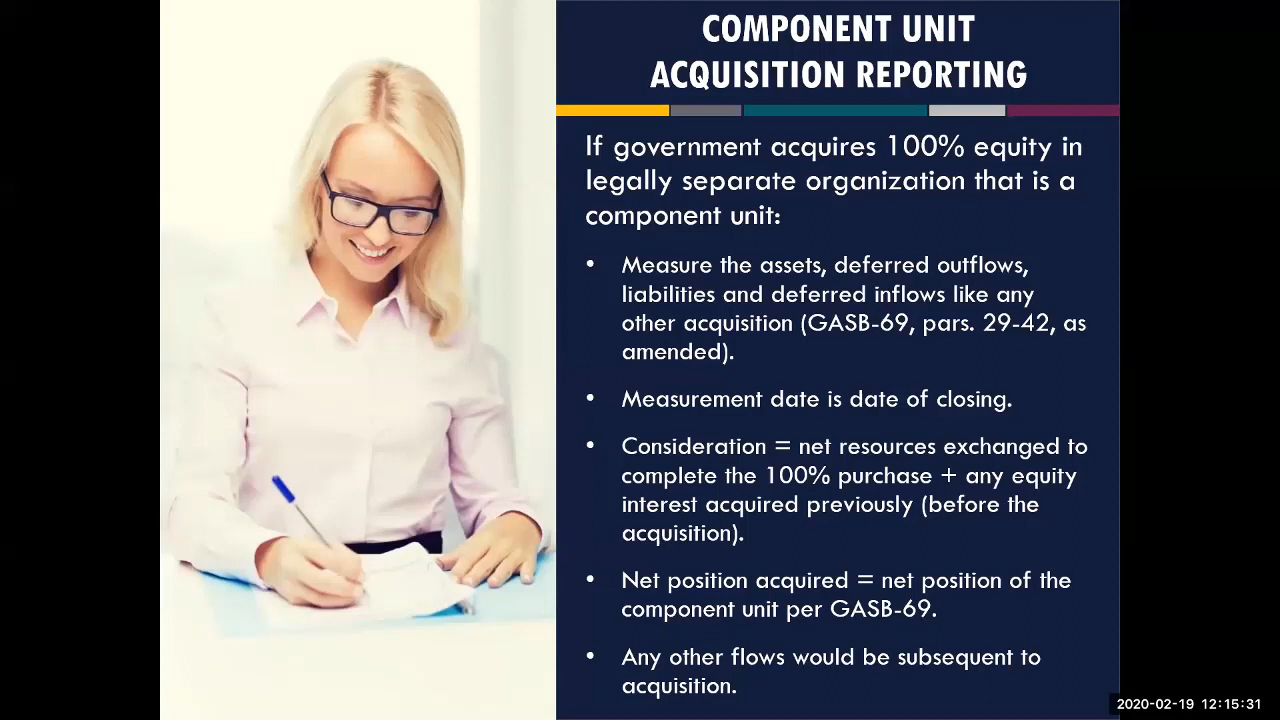 COMPONENT UNIT
ACQUISITION REPORTING
If government acquires 100% equity in
legally separate organization that is a
component unit:
• Measure the assets, deferred outflows,
liabilities and deferred inflows like any
other acquisition (GASB-69, pars. 29-42, as
amended).
• Measurement date is date of closing.
• Consideration = net resources exchanged to
complete the 100% purchase + any equity
interest acquired previously (before the
acquisition).
• Net position acquired = net position of the
component unit per GASB-69.
• Any other flows would be subsequent to
acquisition.
2020-02-19 12:15:31